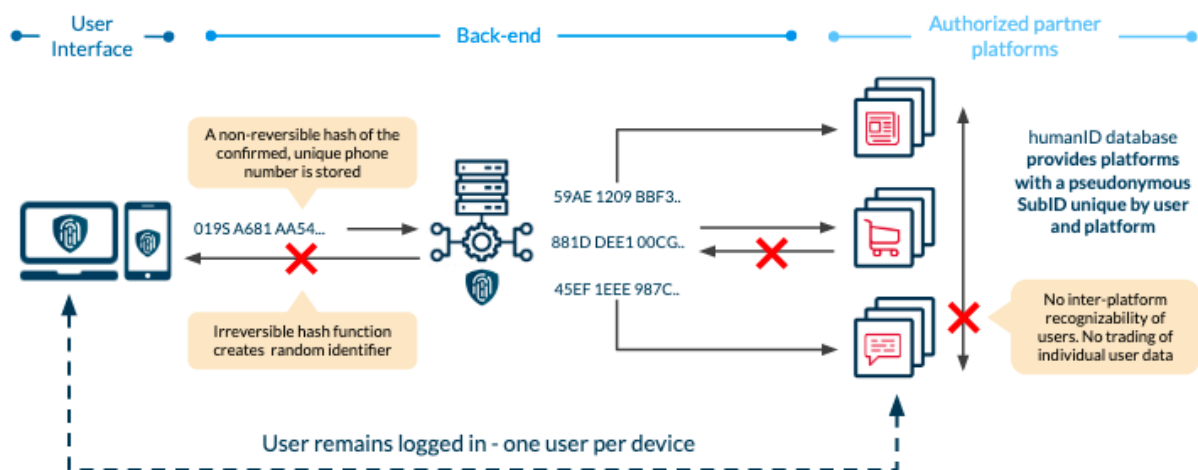 User
Interface
Back-end
Authorized partner
platforms
A non-reversible hash of the
confirmed, unique phone
number is stored
019S A681 AA54...
Irreversible hash function
creates random identifier
59AE 1209 BBF3..
881D DEE1 00CG..
45EF 1EEE 987C..
humanID database
provides platforms
with a pseudonymous
SubID unique by user
and platform
No inter-platform
recognizability of
users. No trading of
individual user data
User remains logged in - one user per device